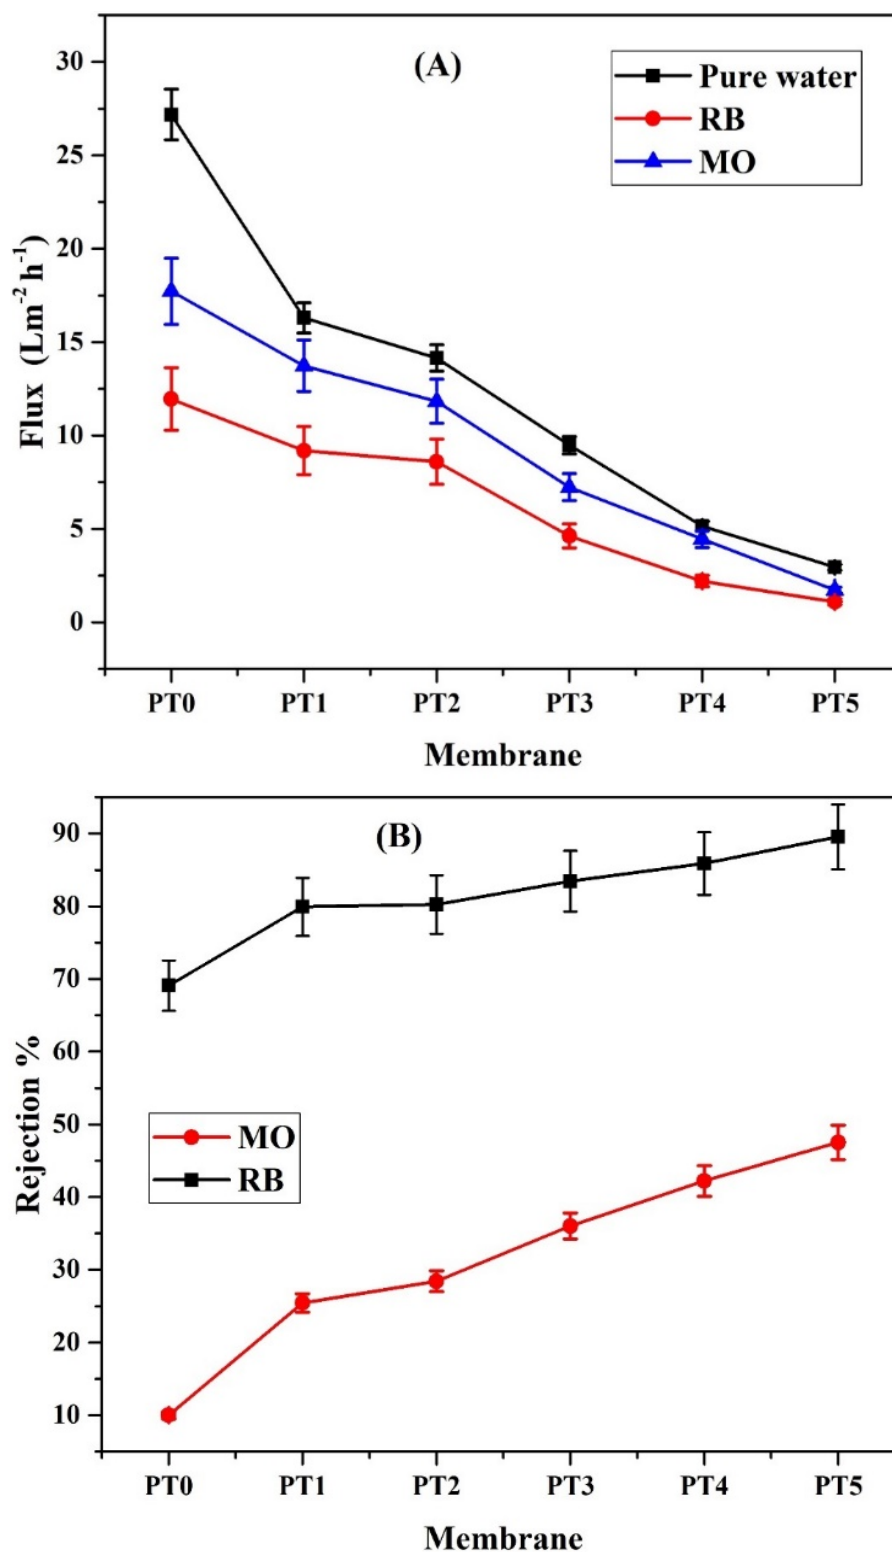 (A)
Pure water
RB
MO
30
25
20
15
10
5
0
Flux (Lm⁻² h⁻¹)
PT0 PT1 PT2 PT3 PT4 PT5
Membrane
(B)
90
80
70
60
50
40
30
20
10
Rejection %
MO
RB
PT0 PT1 PT2 PT3 PT4 PT5
Membrane